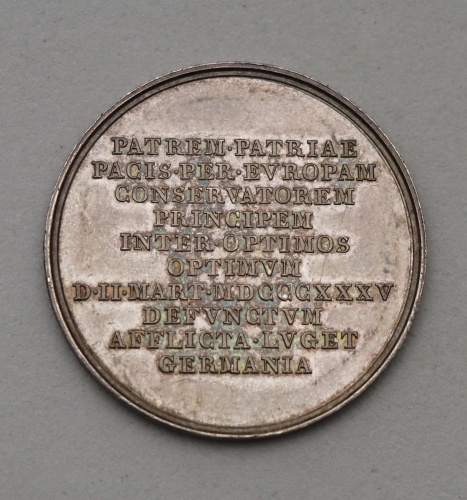 PATREM·PATRIAE
PACIS·PER·EVROPAM
CONSERVATOREM
PRINCIPEM
INTER·OPTIMOS
OPTIMVM
D·II·MART·MDCCCXXXV
DEFVNCTVM
AFFLICTA·LVGET
GERMANIA